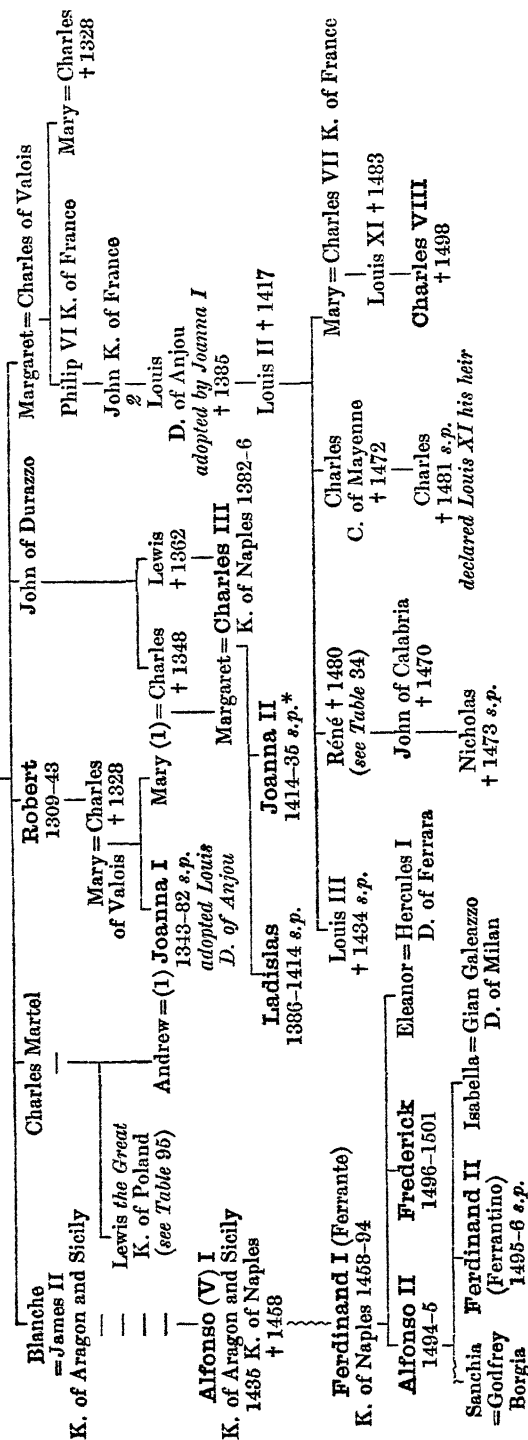 Blanche
=James II
K. of Aragon and Sicily
Charles Martel
Robert
1309–43
John of Durazzo
Margaret=Charles of Valois
Lewis the Great
K. of Poland
(see Table 95)
Andrew=(1) Joanna I
1343–82 s.p.
adopted Louis
D. of Anjou
Mary=Charles
of Valois †1328
Mary (1)=Charles
†1348
Lewis
†1362
Philip VI K. of France
Mary=Charles
†1328
John K. of France
2
Louis
D. of Anjou
adopted by Joanna I
†1385
Margaret=Charles III
K. of Naples 1382–6
Louis II †1417
Alfonso (V) I
K. of Aragon and Sicily
1435 K. of Naples
†1458
Ladislas
1386–1414 s.p.
Joanna II
1414–35 s.p.*
Louis III
†1434 s.p.
Réné †1480
(see Table 34)
Charles
C. of Mayenne
†1472
Mary=Charles VII K. of France
Ferdinand I (Ferrante)
K. of Naples 1458–94
John of Calabria
†1470
Charles
†1481 s.p.
declared Louis XI his heir
Louis XI †1483
Alfonso II
1494–5
Frederick
1496–1501
Eleanor=Hercules I
D. of Ferrara
Nicholas
†1473 s.p.
Charles VIII
†1498
Sanchia
=Godfrey
Borgia
Ferdinand II
(Ferrantino)
1495–6 s.p.
Isabella=Gian Galeazzo
D. of Milan